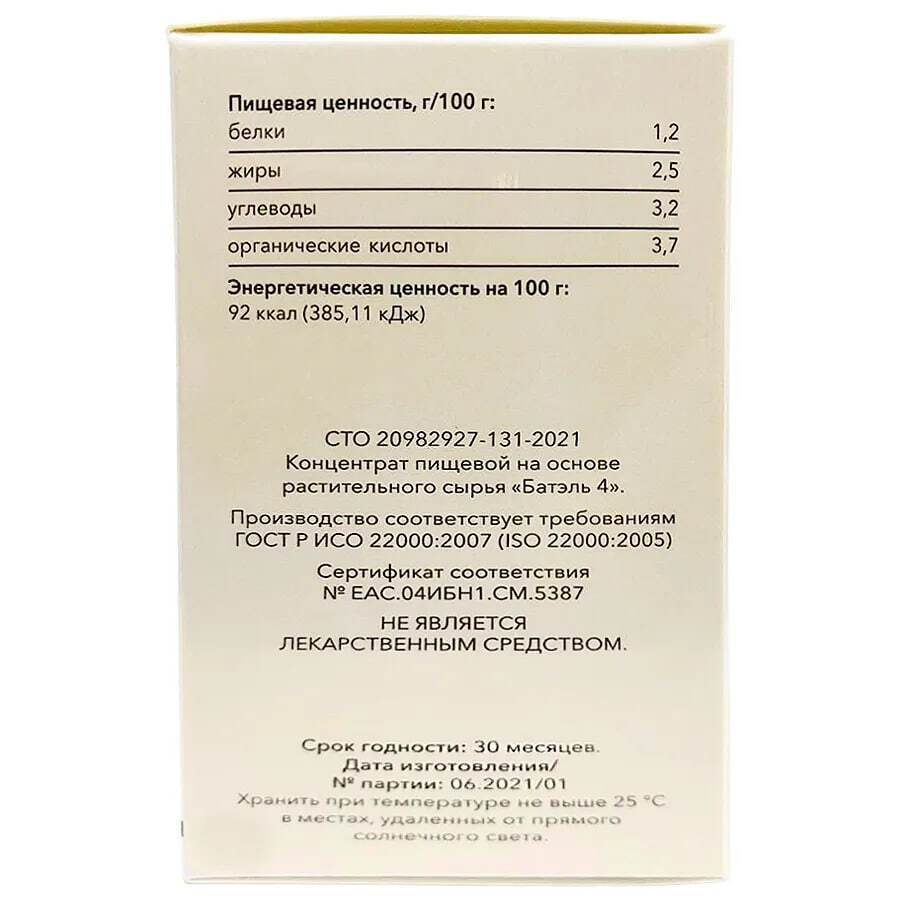 Пищевая ценность, г/100 г:
белки 1,2
жиры 2,5
углеводы 3,2
органические кислоты 3,7
Энергетическая ценность на 100 г:
92 ккал (385,11 кДж)
СТО 20982927-131-2021
Концентрат пищевой на основе
растительного сырья «Батэль 4».
Производство соответствует требованиям
ГОСТ Р ИСО 22000:2007 (ISO 22000:2005)
Сертификат соответствия
№ ЕАС.04ИБН1.СМ.5387
НЕ ЯВЛЯЕТСЯ
ЛЕКАРСТВЕННЫМ СРЕДСТВОМ.
Срок годности: 30 месяцев.
Дата изготовления/
№ партии: 06.2021/01
Хранить при температуре не выше 25 °С
в местах, удаленных от прямого
солнечного света.